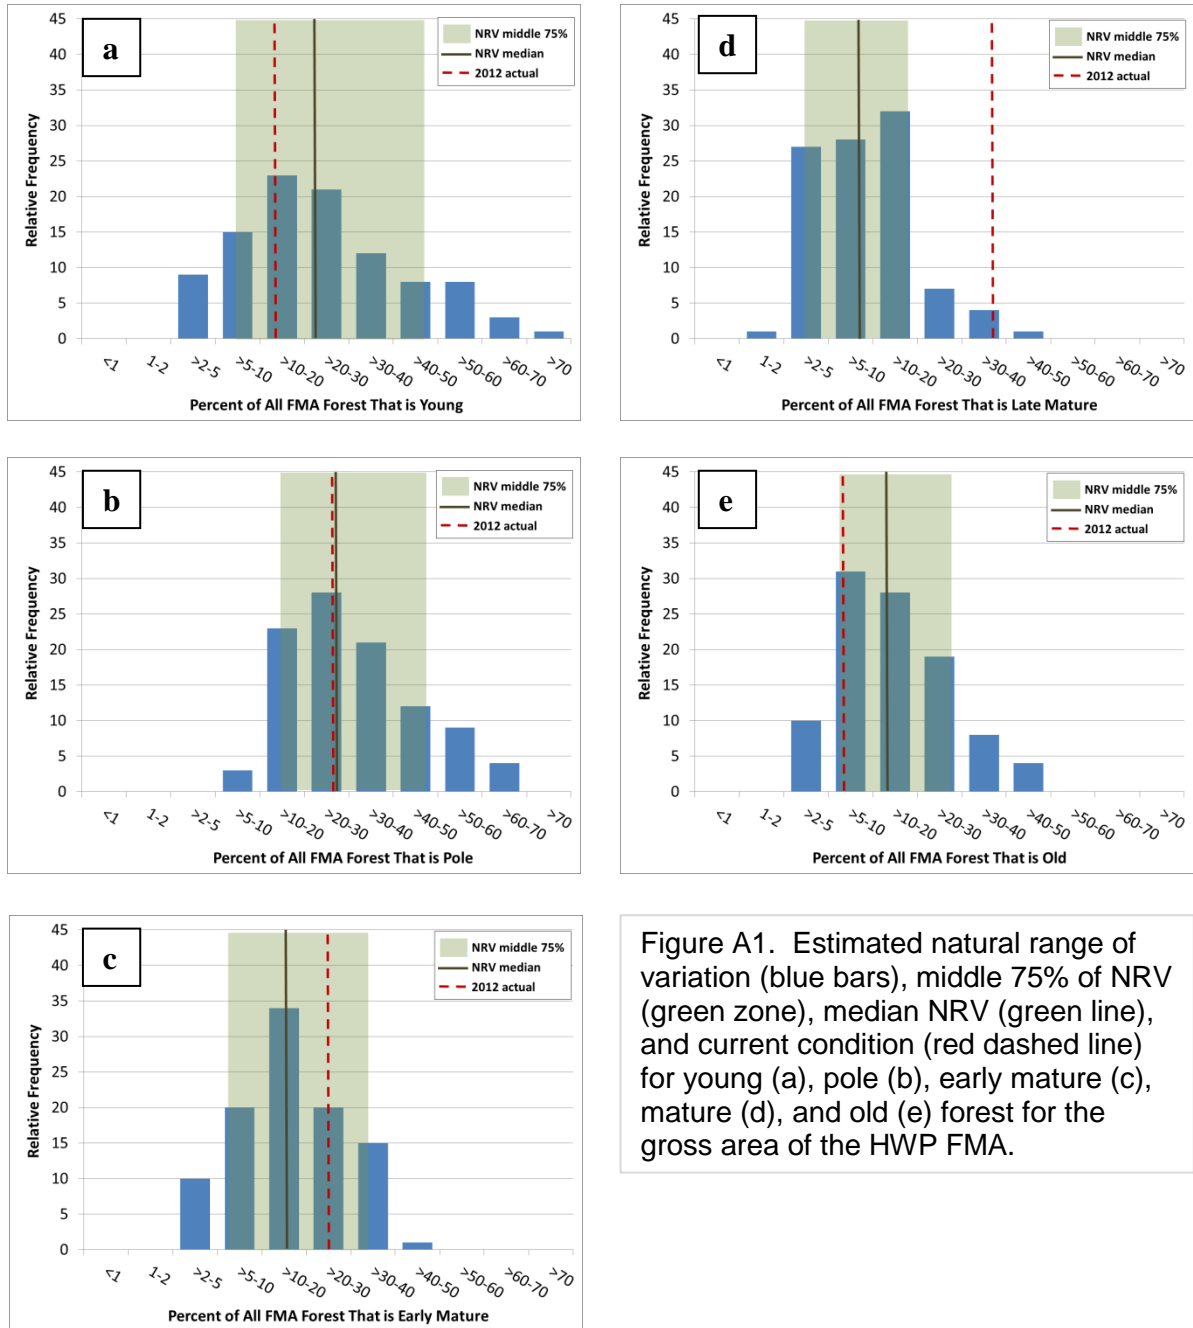 a
45
40
35
30
25
20
15
10
5
0
Relative Frequency
NRV middle 75%
NRV median
2012 actual
<1
1-2
>2-5
>5-10
>10-20
>20-30
>30-40
>40-50
>50-60
>60-70
>70
Percent of All FMA Forest That is Young
d
45
40
35
30
25
20
15
10
5
0
Relative Frequency
NRV middle 75%
NRV median
2012 actual
<1
1-2
>2-5
>5-10
>10-20
>20-30
>30-40
>40-50
>50-60
>60-70
>70
Percent of All FMA Forest That is Late Mature
b
45
40
35
30
25
20
15
10
5
0
Relative Frequency
NRV middle 75%
NRV median
2012 actual
<1
1-2
>2-5
>5-10
>10-20
>20-30
>30-40
>40-50
>50-60
>60-70
>70
Percent of All FMA Forest That is Pole
e
45
40
35
30
25
20
15
10
5
0
Relative Frequency
NRV middle 75%
NRV median
2012 actual
<1
1-2
>2-5
>5-10
>10-20
>20-30
>30-40
>40-50
>50-60
>60-70
>70
Percent of All FMA Forest That is Old
c
45
40
35
30
25
20
15
10
5
0
Relative Frequency
NRV middle 75%
NRV median
2012 actual
<1
1-2
>2-5
>5-10
>10-20
>20-30
>30-40
>40-50
>50-60
>60-70
>70
Percent of All FMA Forest That is Early Mature
Figure A1. Estimated natural range of
variation (blue bars), middle 75% of NRV
(green zone), median NRV (green line),
and current condition (red dashed line)
for young (a), pole (b), early mature (c),
mature (d), and old (e) forest for the
gross area of the HWP FMA.